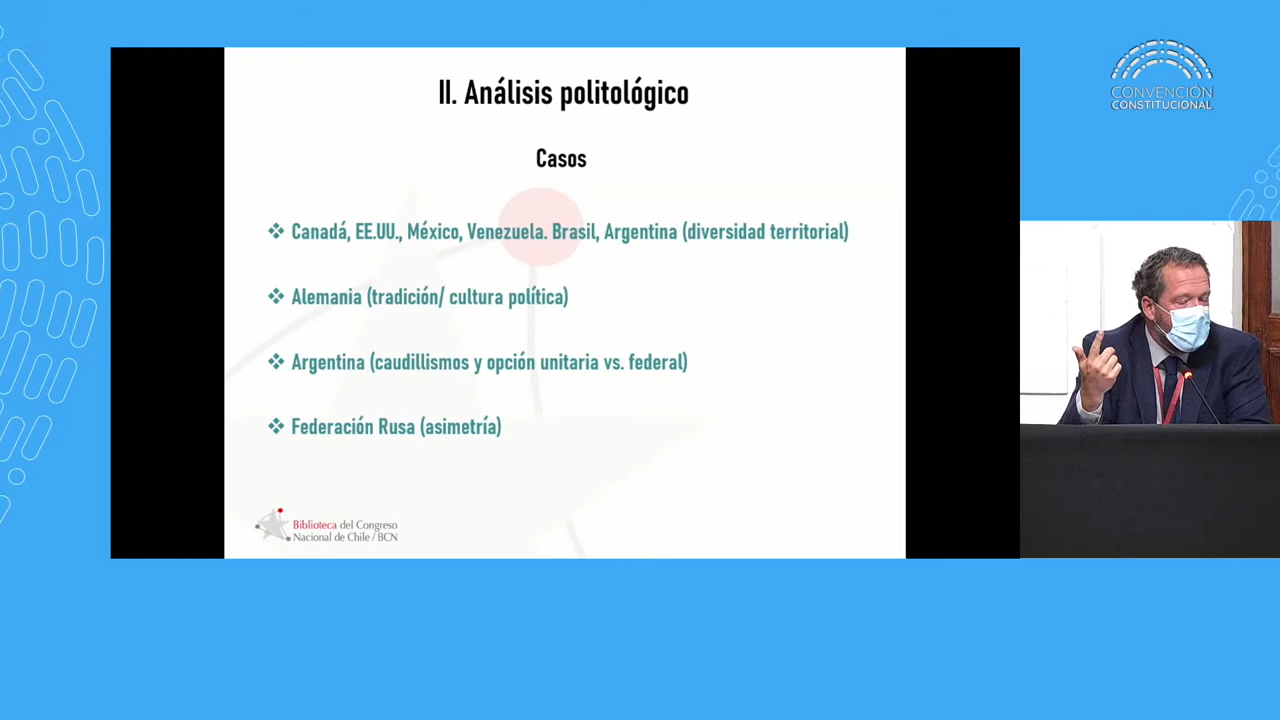 II. Análisis politológico
Casos
❖ Canadá, EE.UU., México, Venezuela. Brasil, Argentina (diversidad territorial)
❖ Alemania (tradición/ cultura política)
❖ Argentina (caudillismos y opción unitaria vs. federal)
❖ Federación Rusa (asimetría)
Biblioteca del Congreso
Nacional de Chile / BCN
CONVENCIÓN
CONSTITUCIONAL